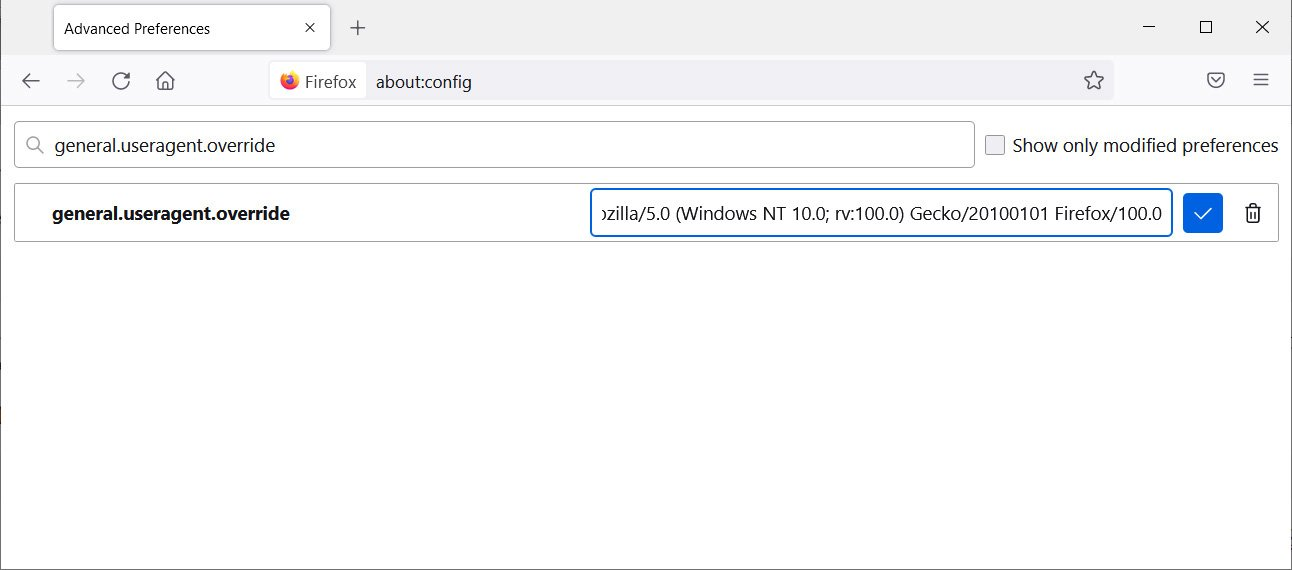 Advanced Preferences
Firefox about:config
general.useragent.override
Show only modified preferences
general.useragent.override
ozilla/5.0 (Windows NT 10.0; rv:100.0) Gecko/20100101 Firefox/100.0